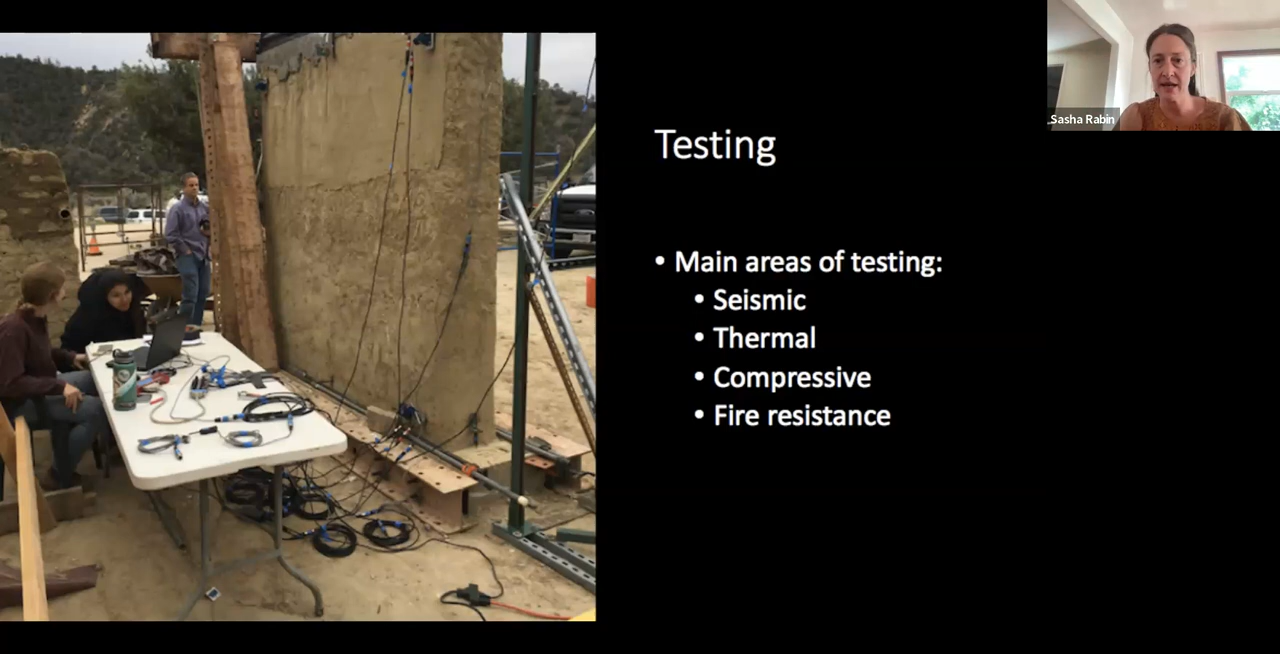 Sasha Rabin
Testing
• Main areas of testing:
• Seismic
• Thermal
• Compressive
• Fire resistance